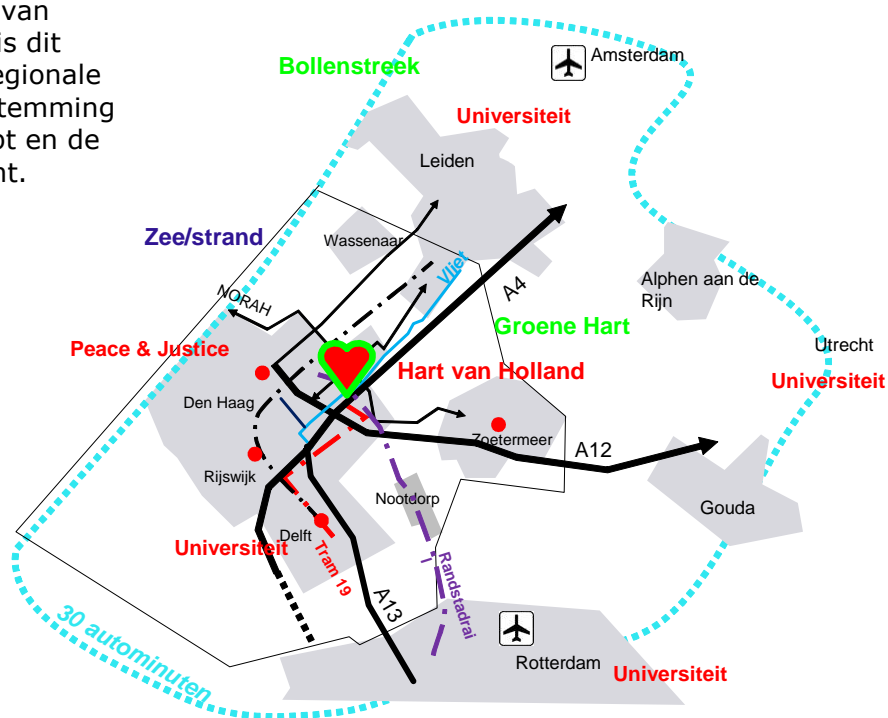 van
is dit
egionale
temming
ot en de
nt.
Bollenstreek
Amsterdam
Universiteit
Leiden
Zee/strand
Wassenaar
Vliet
A4
Alphen aan de
Rijn
NORAH
Groene Hart
Peace & Justice
Hart van Holland
Utrecht
Universiteit
Den Haag
Zoetermeer
A12
Rijswijk
Nootdorp
Gouda
Delft
Universiteit
Tram 19
Randstadrai
A13
30 autominuten
Rotterdam
Universiteit